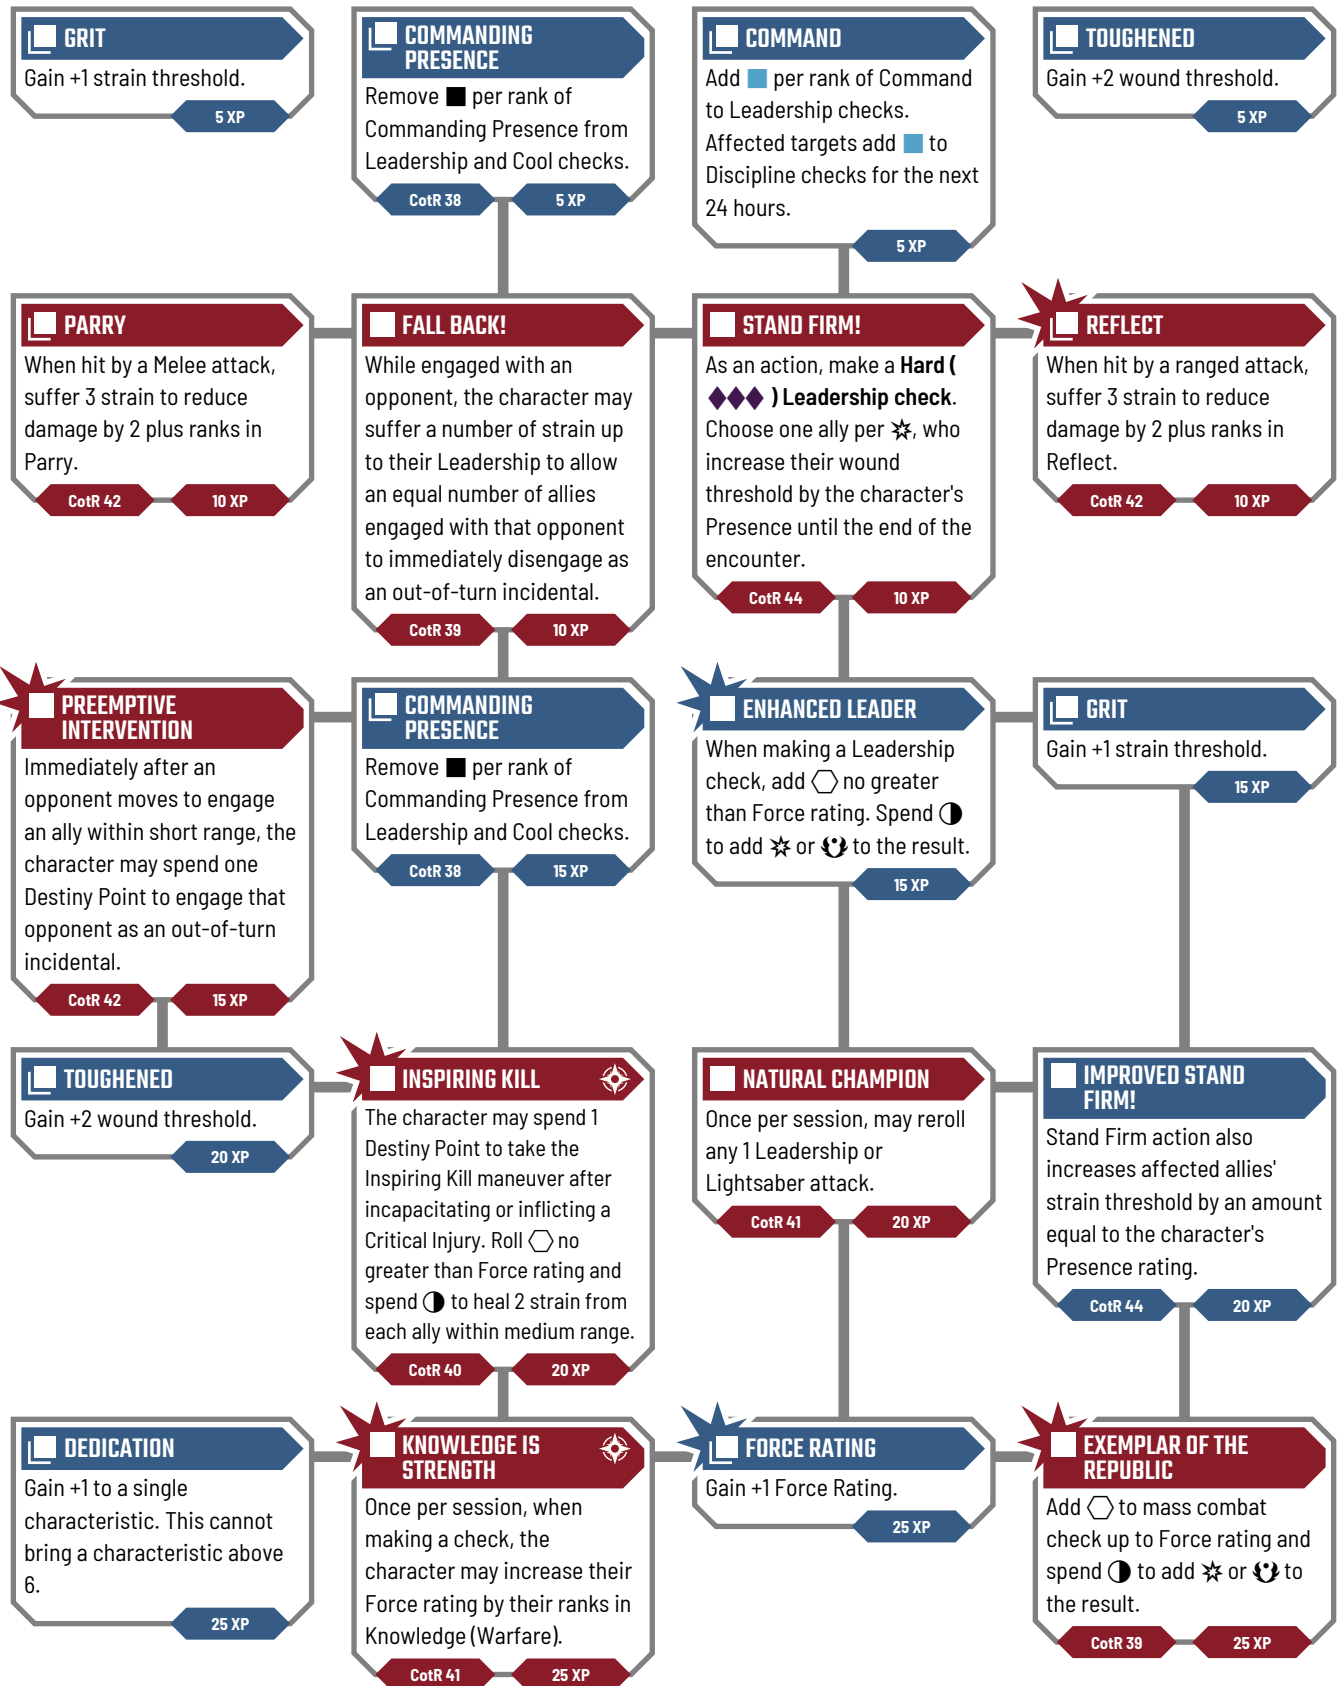 GRIT
Gain +1 strain threshold.
5 XP
COMMANDING
PRESENCE
Remove ■ per rank of
Commanding Presence from
Leadership and Cool checks.
CotR 38
5 XP
COMMAND
Add ■ per rank of Command
to Leadership checks.
Affected targets add ■ to
Discipline checks for the next
24 hours.
5 XP
TOUGHENED
Gain +2 wound threshold.
5 XP
PARRY
When hit by a Melee attack,
suffer 3 strain to reduce
damage by 2 plus ranks in
Parry.
CotR 42
10 XP
FALL BACK!
While engaged with an
opponent, the character may
suffer a number of strain up
to their Leadership to allow
an equal number of allies
engaged with that opponent
to immediately disengage as
an out-of-turn incidental.
CotR 39
10 XP
STAND FIRM!
As an action, make a Hard (
◆◆◆ ) Leadership check.
Choose one ally per , who
increase their wound
threshold by the character's
Presence until the end of the
encounter.
CotR 44
10 XP
REFLECT
When hit by a ranged attack,
suffer 3 strain to reduce
damage by 2 plus ranks in
Reflect.
CotR 42
10 XP
PREEMPTIVE
INTERVENTION
Immediately after an
opponent moves to engage
an ally within short range, the
character may spend one
Destiny Point to engage that
opponent as an out-of-turn
incidental.
CotR 42
15 XP
COMMANDING
PRESENCE
Remove ■ per rank of
Commanding Presence from
Leadership and Cool checks.
CotR 38
15 XP
ENHANCED LEADER
When making a Leadership
check, add no greater
than Force rating. Spend
to add or to the result.
15 XP
GRIT
Gain +1 strain threshold.
15 XP
TOUGHENED
Gain +2 wound threshold.
20 XP
INSPIRING KILL
The character may spend 1
Destiny Point to take the
Inspiring Kill maneuver after
incapacitating or inflicting a
Critical Injury. Roll no
greater than Force rating and
spend to heal 2 strain from
each ally within medium range.
CotR 40
20 XP
NATURAL CHAMPION
Once per session, may reroll
any 1 Leadership or
Lightsaber attack.
CotR 41
20 XP
IMPROVED STAND
FIRM!
Stand Firm action also
increases affected allies'
strain threshold by an amount
equal to the character's
Presence rating.
CotR 44
20 XP
DEDICATION
Gain +1 to a single
characteristic. This cannot
bring a characteristic above
6.
25 XP
KNOWLEDGE IS
STRENGTH
Once per session, when
making a check, the
character may increase their
Force rating by their ranks in
Knowledge (Warfare).
CotR 41
25 XP
FORCE RATING
Gain +1 Force Rating.
25 XP
EXEMPLAR OF THE
REPUBLIC
Add to mass combat
check up to Force rating and
spend to add or to
the result.
CotR 39
25 XP